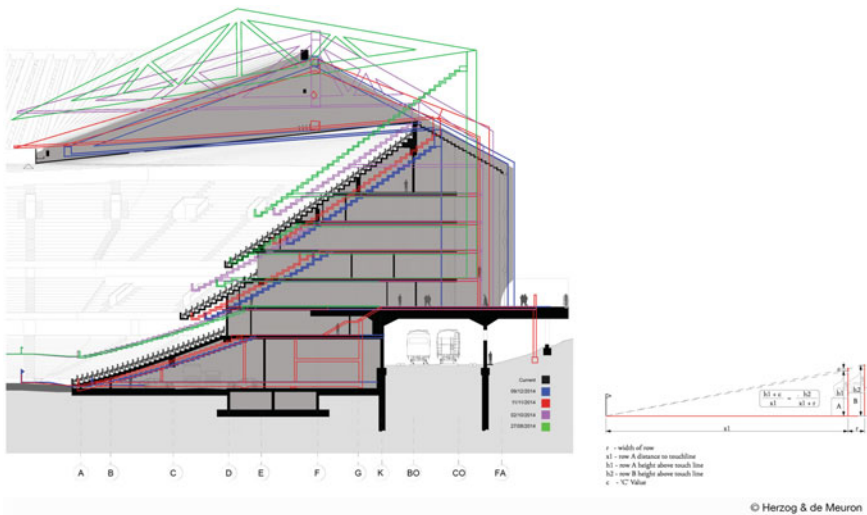 Current
09/12/2014
11/11/2014
02/10/2014
27/08/2014
A B C D E F G K BO CO FA
c
h1 + c
x1
=
h2
x1 + r
h1
h2
A
B
x1
r
r - width of row
x1 - row A distance to touchline
h1 - row A height above touch line
h2 - row B height above touch line
c - 'C' Value
© Herzog & de Meuron